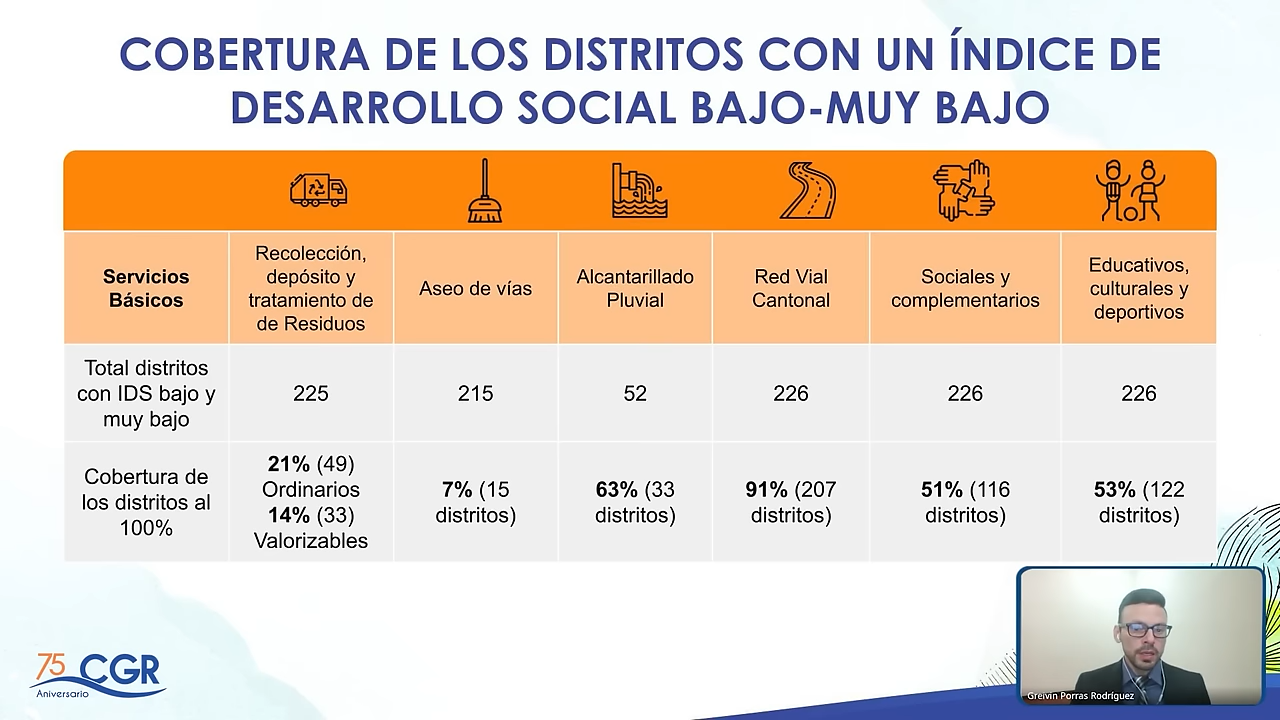 COBERTURA DE LOS DISTRITOS CON UN ÍNDICE DE
DESARROLLO SOCIAL BAJO-MUY BAJO
Servicios
Básicos
Recolección,
depósito y
tratamiento de
de Residuos
Aseo de vías
Alcantarillado
Pluvial
Red Vial
Cantonal
Sociales y
complementarios
Educativos,
culturales y
deportivos
Total distritos
con IDS bajo y
muy bajo
225
215
52
226
226
226
Cobertura de
los distritos al
100%
21% (49)
Ordinarios
14% (33)
Valorizables
7% (15
distritos)
63% (33
distritos)
91% (207
distritos)
51% (116
distritos)
53% (122
distritos)
75 CGR
Aniversario
Greivin Porras Rodríguez